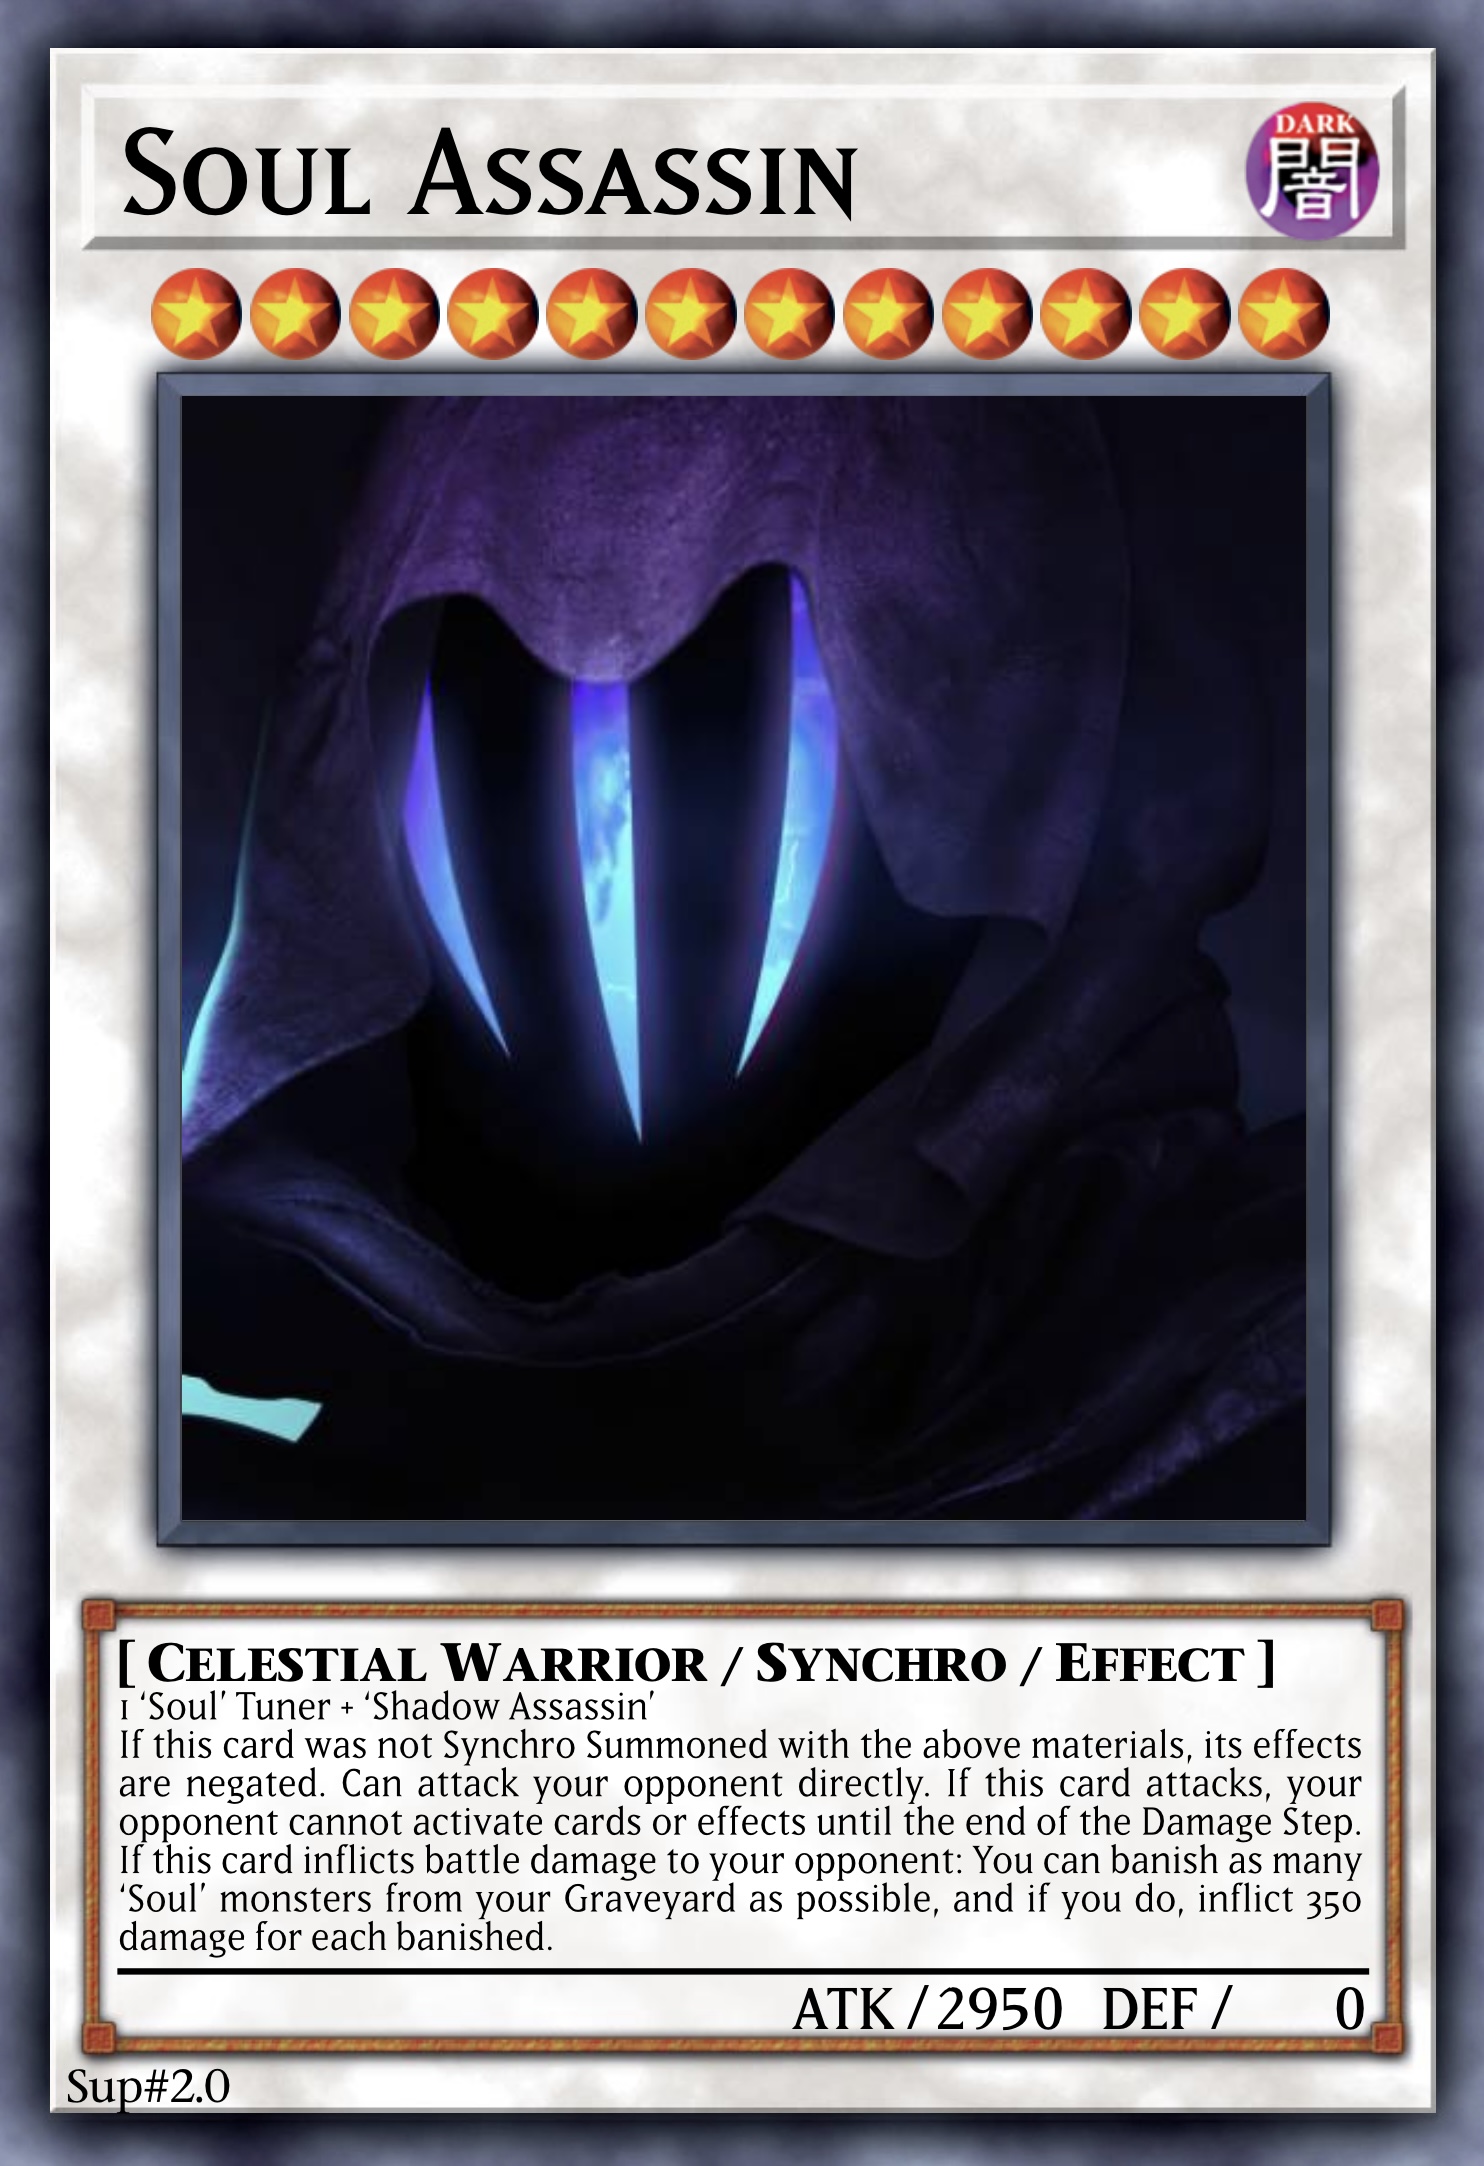 Soul Assassin
DARK
闇
[ Celestial Warrior / Synchro / Effect ]
1 ‘Soul’ Tuner + ‘Shadow Assassin’
If this card was not Synchro Summoned with the above materials, its effects
are negated. Can attack your opponent directly. If this card attacks, your
opponent cannot activate cards or effects until the end of the Damage Step.
If this card inflicts battle damage to your opponent: You can banish as many
‘Soul’ monsters from your Graveyard as possible, and if you do, inflict 350
damage for each banished.
ATK / 2950 DEF / 0
Sup#2.0